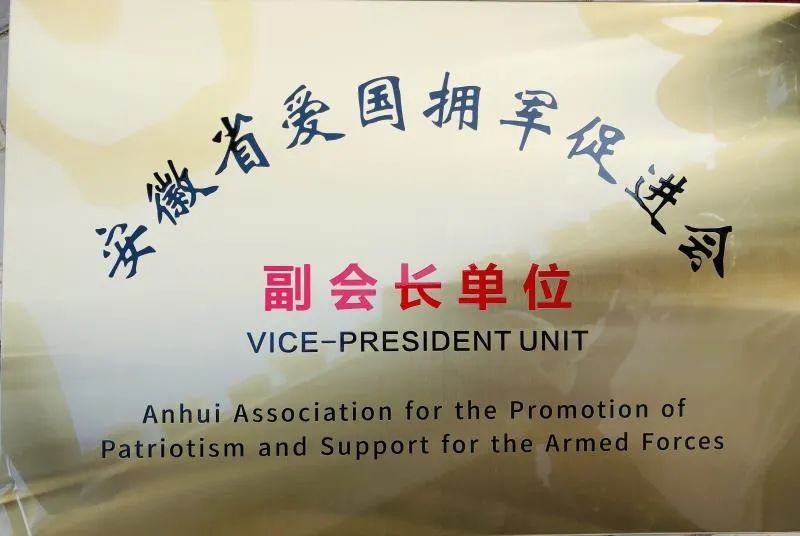 安徽省爱国拥军促进会
副会长单位
VICE-PRESIDENT UNIT
Anhui Association for the Promotion of
Patriotism and Support for the Armed Forces